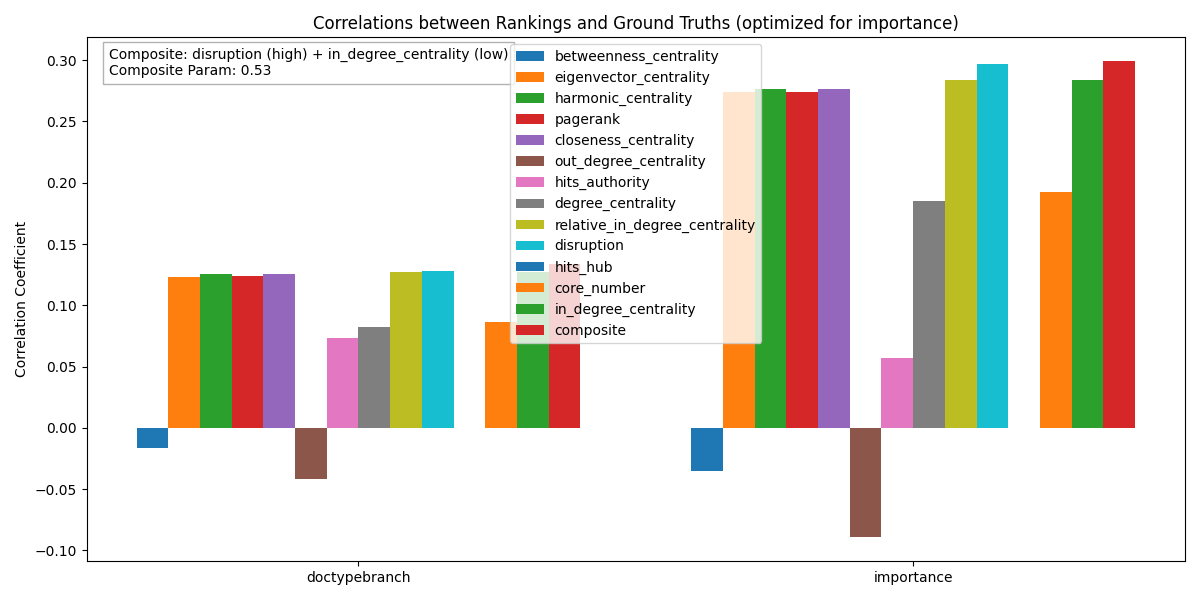 Correlations between Rankings and Ground Truths (optimized for importance)
Composite: disruption (high) + in_degree_centrality (low)
Composite Param: 0.53
betweenness_centrality
eigenvector_centrality
harmonic_centrality
pagerank
closeness_centrality
out_degree_centrality
hits_authority
degree_centrality
relative_in_degree_centrality
disruption
hits_hub
core_number
in_degree_centrality
composite
Correlation Coefficient
0.30
0.25
0.20
0.15
0.10
0.05
0.00
−0.05
−0.10
doctypebranch
importance